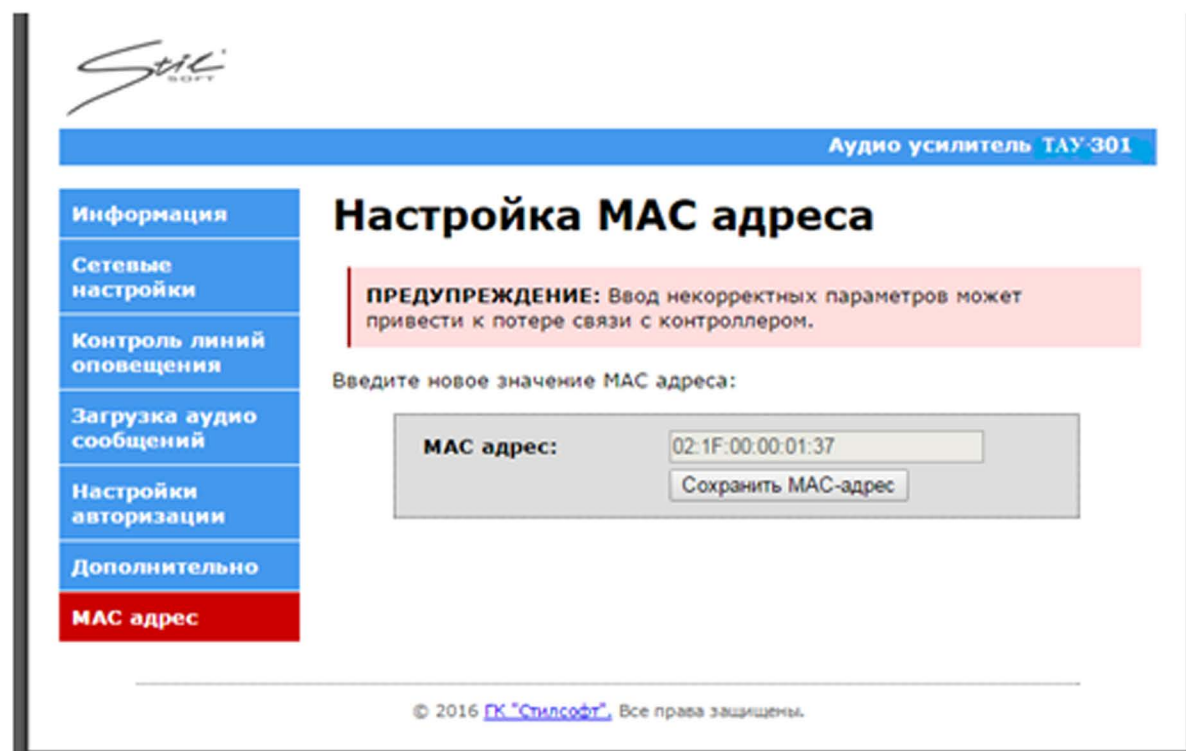 Stil
SOFT
Аудио усилитель ТАУ-301
Информация
Сетевые
настройки
Контроль линий
оповещения
Загрузка аудио
сообщений
Настройки
авторизации
Дополнительно
MAC адрес
Настройка MAC адреса
ПРЕДУПРЕЖДЕНИЕ: Ввод некорректных параметров может
привести к потере связи с контроллером.
Введите новое значение MAC адреса:
MAC адрес:
02:1F:00:00:01:37
Сохранить MAC-адрес
© 2016 ГК "Стилсофт". Все права защищены.